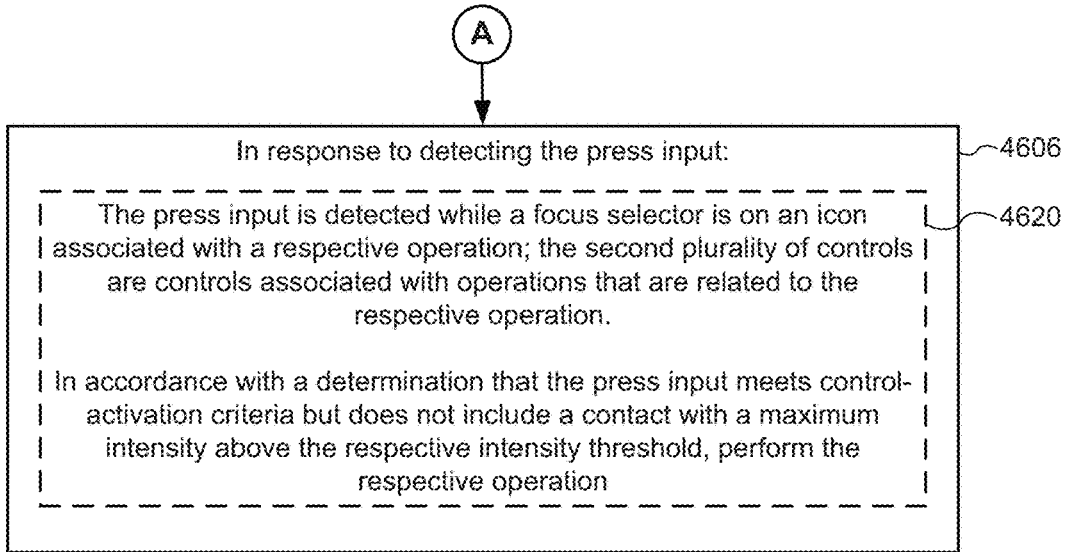 A
In response to detecting the press input:
4606
The press input is detected while a focus selector is on an icon
4620
associated with a respective operation; the second plurality of controls
are controls associated with operations that are related to the
respective operation.
In accordance with a determination that the press input meets control-
activation criteria but does not include a contact with a maximum
intensity above the respective intensity threshold, perform the
respective operation